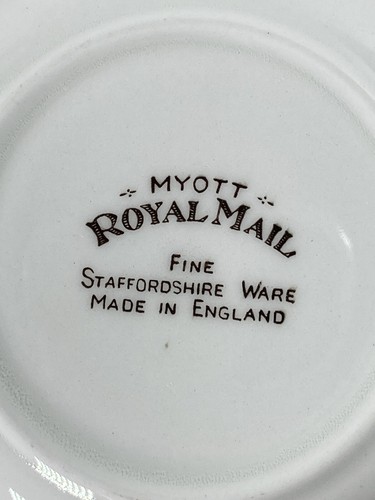 MYOTT
ROYAL MAIL
FINE
STAFFORDSHIRE WARE
MADE IN ENGLAND